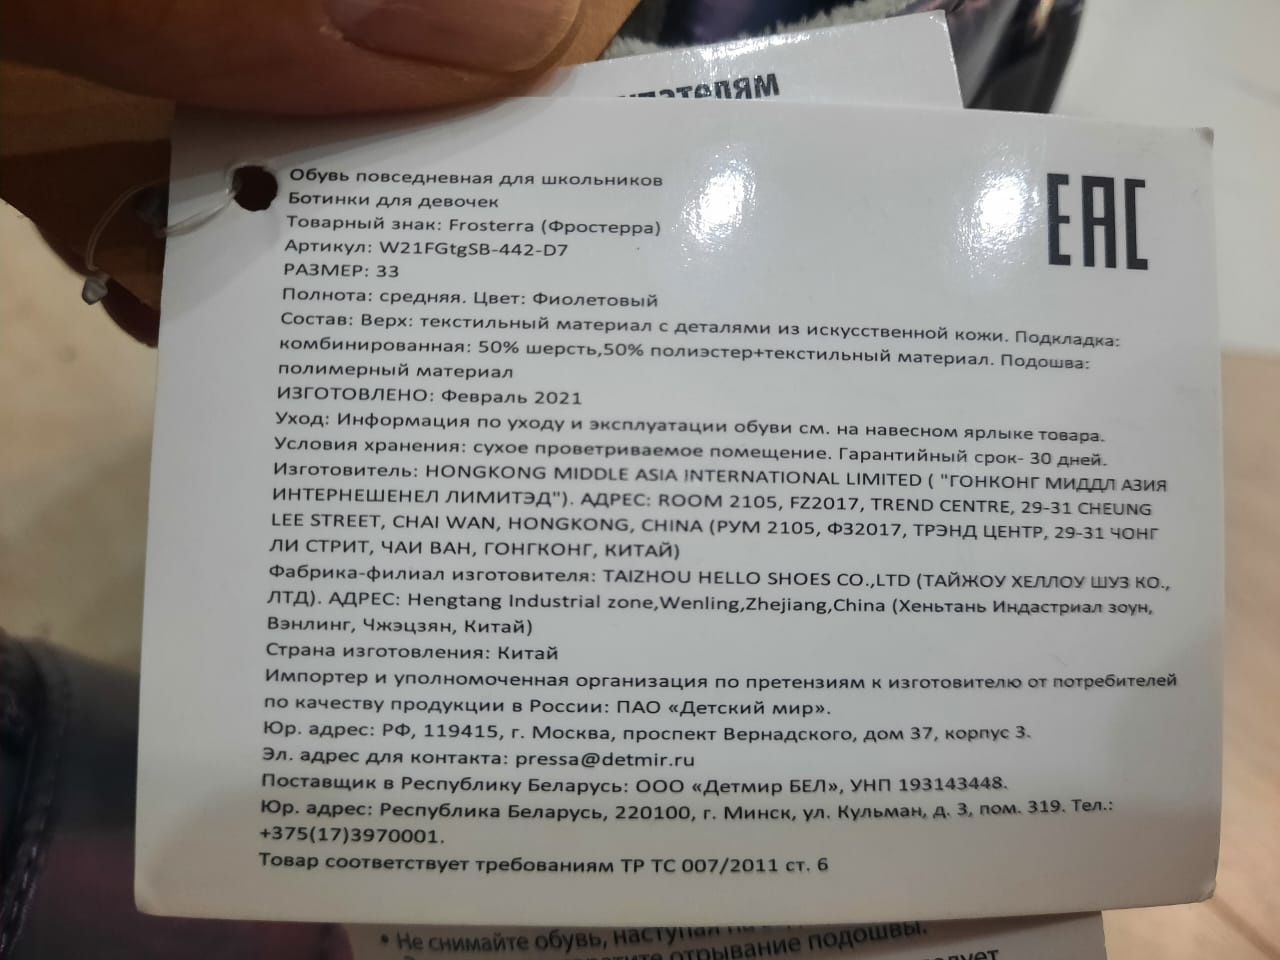 Обувь повседневная для школьников
Ботинки для девочек
Товарный знак: Frosterra (Фростерра)
Артикул: W21FGtgSB-442-D7
РАЗМЕР: 33
Полнота: средняя. Цвет: Фиолетовый
Состав: Верх: текстильный материал с деталями из искусственной кожи. Подкладка:
комбинированная: 50% шерсть,50% полиэстер+текстильный материал. Подошва:
полимерный материал
ИЗГОТОВЛЕНО: Февраль 2021
Уход: Информация по уходу и эксплуатации обуви см. на навесном ярлыке товара.
Условия хранения: сухое проветриваемое помещение. Гарантийный срок- 30 дней.
Изготовитель: HONGKONG MIDDLE ASIA INTERNATIONAL LIMITED ( "ГОНКОНГ МИДДЛ АЗИЯ
ИНТЕРНЕШЕНЕЛ ЛИМИТЭД"). АДРЕС: ROOM 2105, FZ2017, TREND CENTRE, 29-31 CHEUNG
LEE STREET, CHAI WAN, HONGKONG, CHINA (РУМ 2105, ФЗ2017, ТРЭНД ЦЕНТР, 29-31 ЧОНГ
ЛИ СТРИТ, ЧАИ ВАН, ГОНГКОНГ, КИТАЙ)
Фабрика-филиал изготовителя: TAIZHOU HELLO SHOES CO.,LTD (ТАЙЖОУ ХЕЛЛОУ ШУЗ КО.,
ЛТД). АДРЕС: Hengtang Industrial zone,Wenling,Zhejiang,China (Хеньтань Индастриал зоун,
Вэнлинг, Чжэцзян, Китай)
Страна изготовления: Китай
Импортер и уполномоченная организация по претензиям к изготовителю от потребителей
по качеству продукции в России: ПАО «Детский мир».
Юр. адрес: РФ, 119415, г. Москва, проспект Вернадского, дом 37, корпус 3.
Эл. адрес для контакта: pressa@detmir.ru
Поставщик в Республику Беларусь: ООО «Детмир БЕЛ», УНП 193143448.
Юр. адрес: Республика Беларусь, 220100, г. Минск, ул. Кульман, д. 3, пом. 319. Тел.:
+375(17)3970001.
Товар соответствует требованиям ТР ТС 007/2011 ст. 6
EAC
• Не снимайте обувь, наступая на
отрывание подошвы.